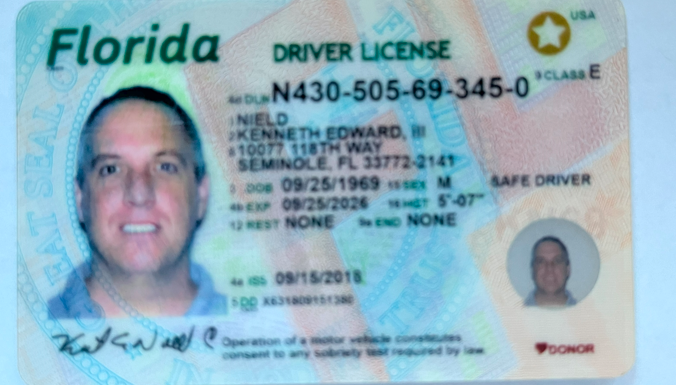 Florida
DRIVER LICENSE
USA
9 CLASS E
4d DLN N430-505-69-345-0
1 NIELD
2 KENNETH EDWARD, III
8 10077 118TH WAY
SEMINOLE, FL 33772-2141
3 DOB 09/25/1969 15 SEX M
SAFE DRIVER
4b EXP 09/25/2026 16 HGT 5'-07"
12 REST NONE 9a END NONE
4a ISS 09/15/2018
5 DD X631809151380
Operation of a motor vehicle constitutes
consent to any sobriety test required by law.
DONOR